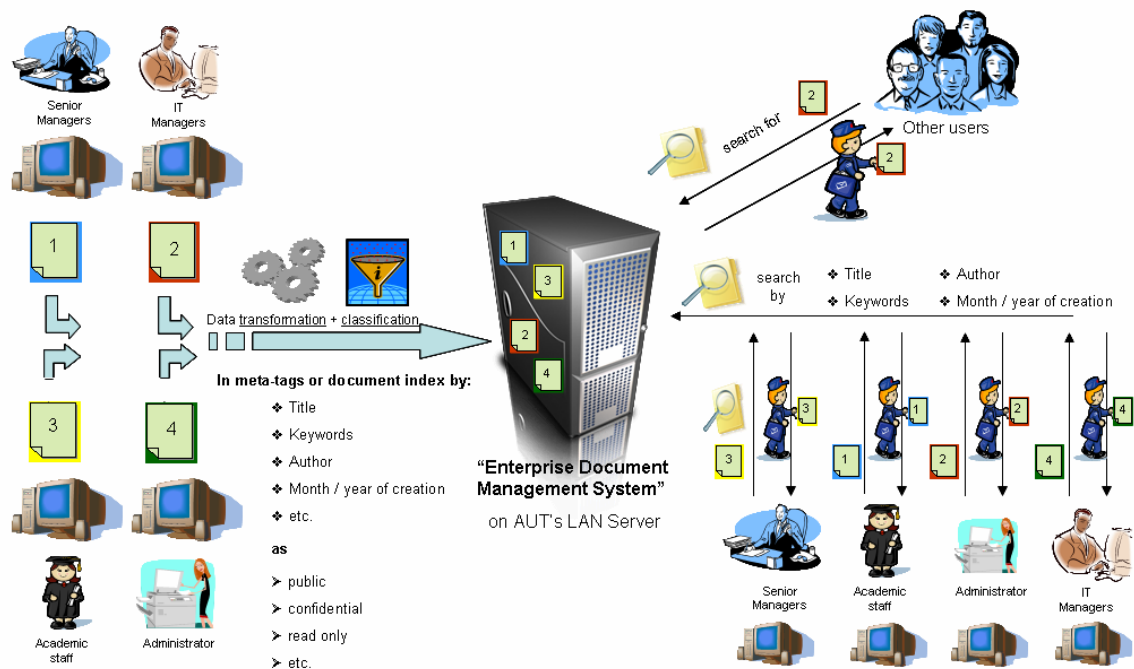 Senior
Managers
IT
Managers
1
2
Data transformation + classification
In meta-tags or document index by:
❖ Title
❖ Keywords
❖ Author
❖ Month / year of creation
❖ etc.
as
➢ public
➢ confidential
➢ read only
➢ etc.
3
4
Academic
staff
Administrator
i
1
3
2
4
"Enterprise Document
Management System"
on AUT's LAN Server
search for
2
Other users
2
search
by
❖ Title
❖ Author
❖ Keywords
❖ Month / year of creation
3
1
2
4
3
1
2
4
Senior
Managers
Academic
staff
Administrator
IT
Managers